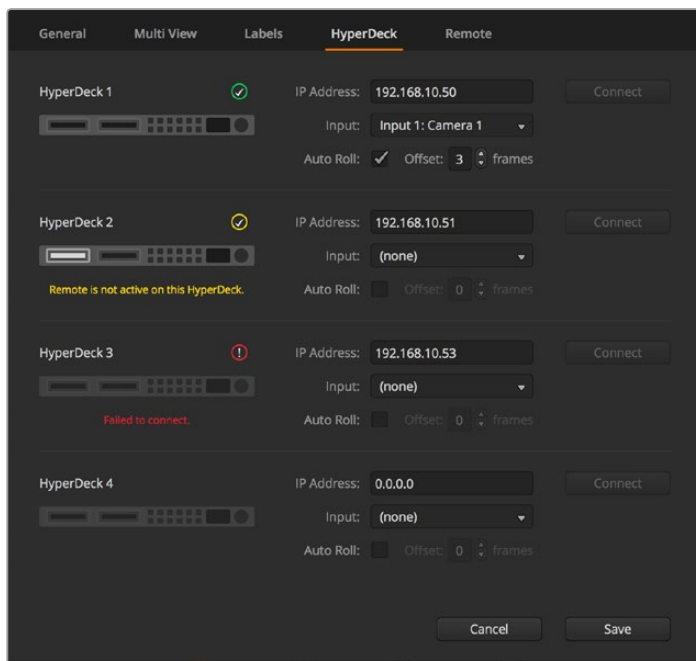 General Multi View Labels HyperDeck Remote
HyperDeck 1 IP Address: 192.168.10.50 Connect
Input: Input 1: Camera 1
Auto Roll: Offset: 3 frames
HyperDeck 2 IP Address: 192.168.10.51 Connect
Input: (none)
Remote is not active on this HyperDeck. Auto Roll: Offset: 0 frames
HyperDeck 3 IP Address: 192.168.10.53 Connect
Input: (none)
Failed to connect. Auto Roll: Offset: 0 frames
HyperDeck 4 IP Address: 0.0.0.0 Connect
Input: (none)
Auto Roll: Offset: 0 frames
Cancel Save